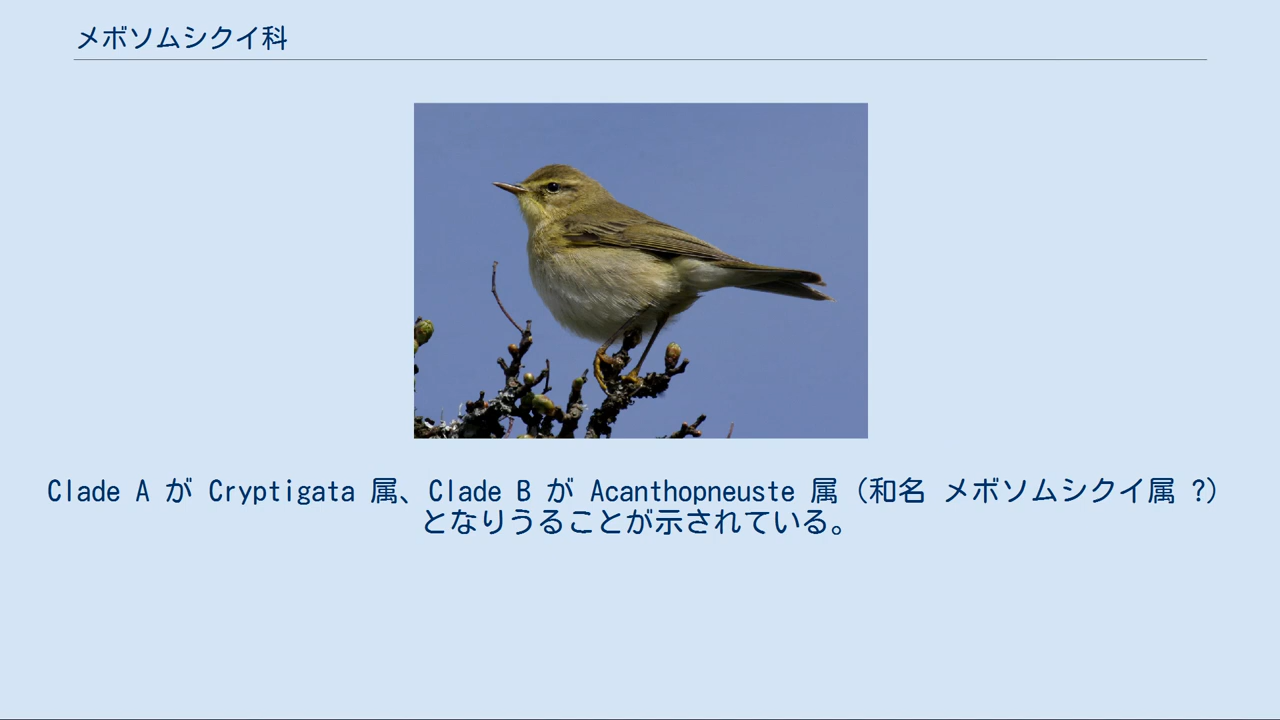 メボソムシクイ科
Clade A が Cryptigata 属、Clade B が Acanthopneuste 属 (和名 メボソムシクイ属 ?)
となりうることが示されている。